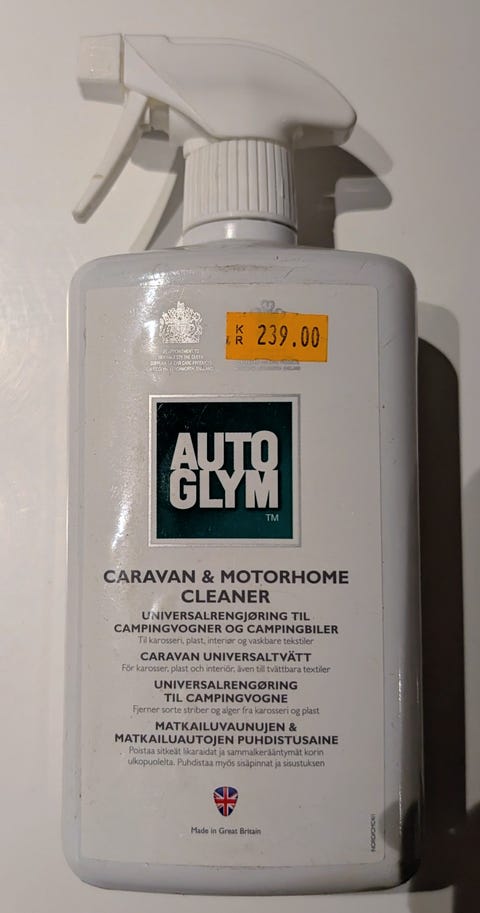 KR 239.00
AUTO
GLYM
TM
CARAVAN & MOTORHOME
CLEANER
UNIVERSALRENGJØRING TIL
CAMPINGVOGNER OG CAMPINGBILER
Til karosseri, plast, interiør og vaskbare tekstiler
CARAVAN UNIVERSALTVÄTT
För karosser, plast och interiör, även till tvättbara textiler
UNIVERSALRENGØRING
TIL CAMPINGVOGNE
Fjerner sorte striber og alger fra karosseri og plast
MATKAILUVAUNUJEN &
MATKAILUAUTOJEN PUHDISTUSAINE
Poistaa sitkeät likaraidat ja sammalkerääntymät korin
ulkopuolelta. Puhdistaa myös sisäpinnat ja sisustuksen
Made in Great Britain